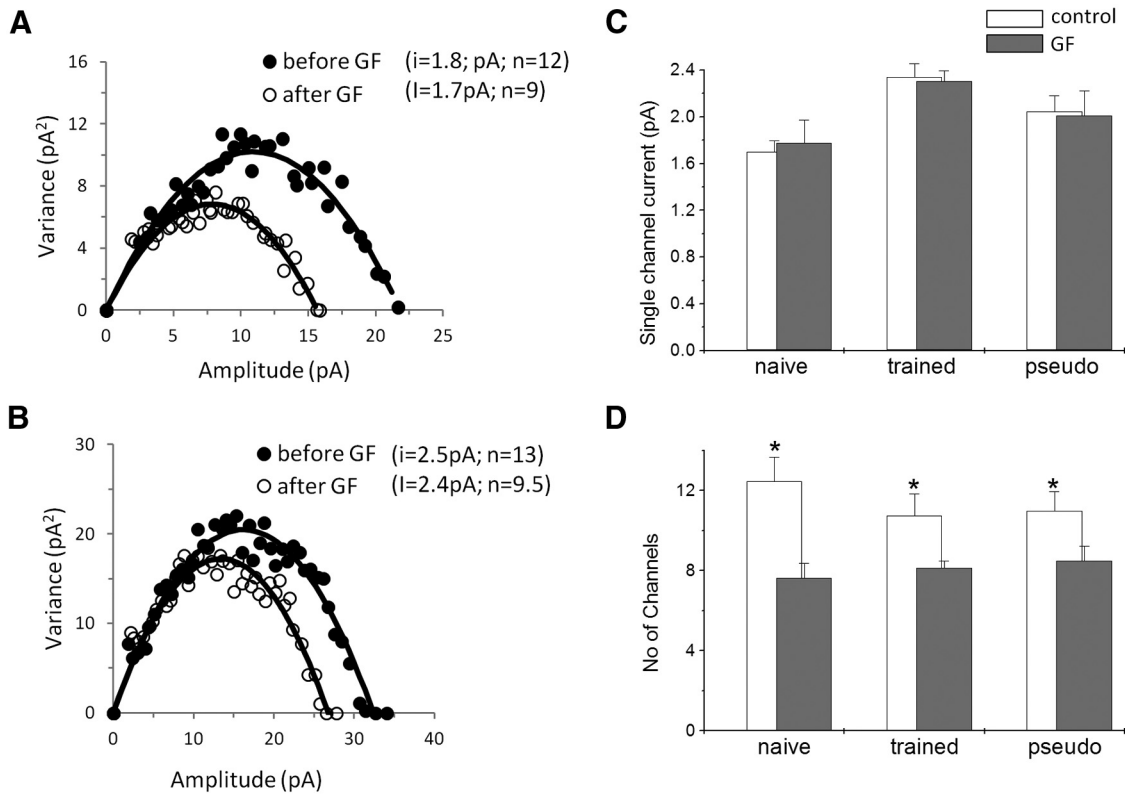 A
before GF (i=1.8; pA; n=12)
after GF (I=1.7pA; n=9)
16
12
8
4
0
Variance (pA²)
0 5 10 15 20 25
Amplitude (pA)
B
before GF (i=2.5pA; n=13)
after GF (I=2.4pA; n=9.5)
30
20
10
0
Variance (pA²)
0 10 20 30 40
Amplitude (pA)
C
control
GF
2.4
2.0
1.6
1.2
0.8
0.4
0.0
Single channel current (pA)
naive trained pseudo
D
* * *
12
8
4
0
No of Channels
naive trained pseudo